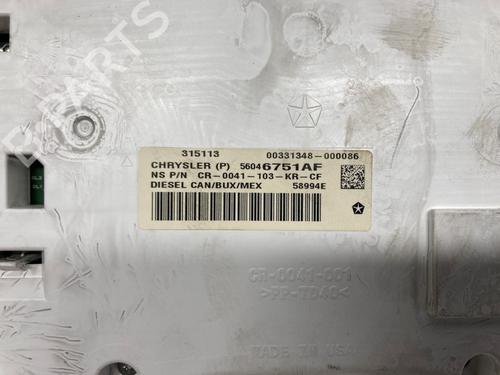 315113 00331348-000086
CHRYSLER (P) 56046751AF
NS P/N CR-0041-103-KR-CF
DIESEL CAN/BUX/MEX 58994E
CR-0041-001
>PP-TD40<
MADE IN USA
B-PARTS